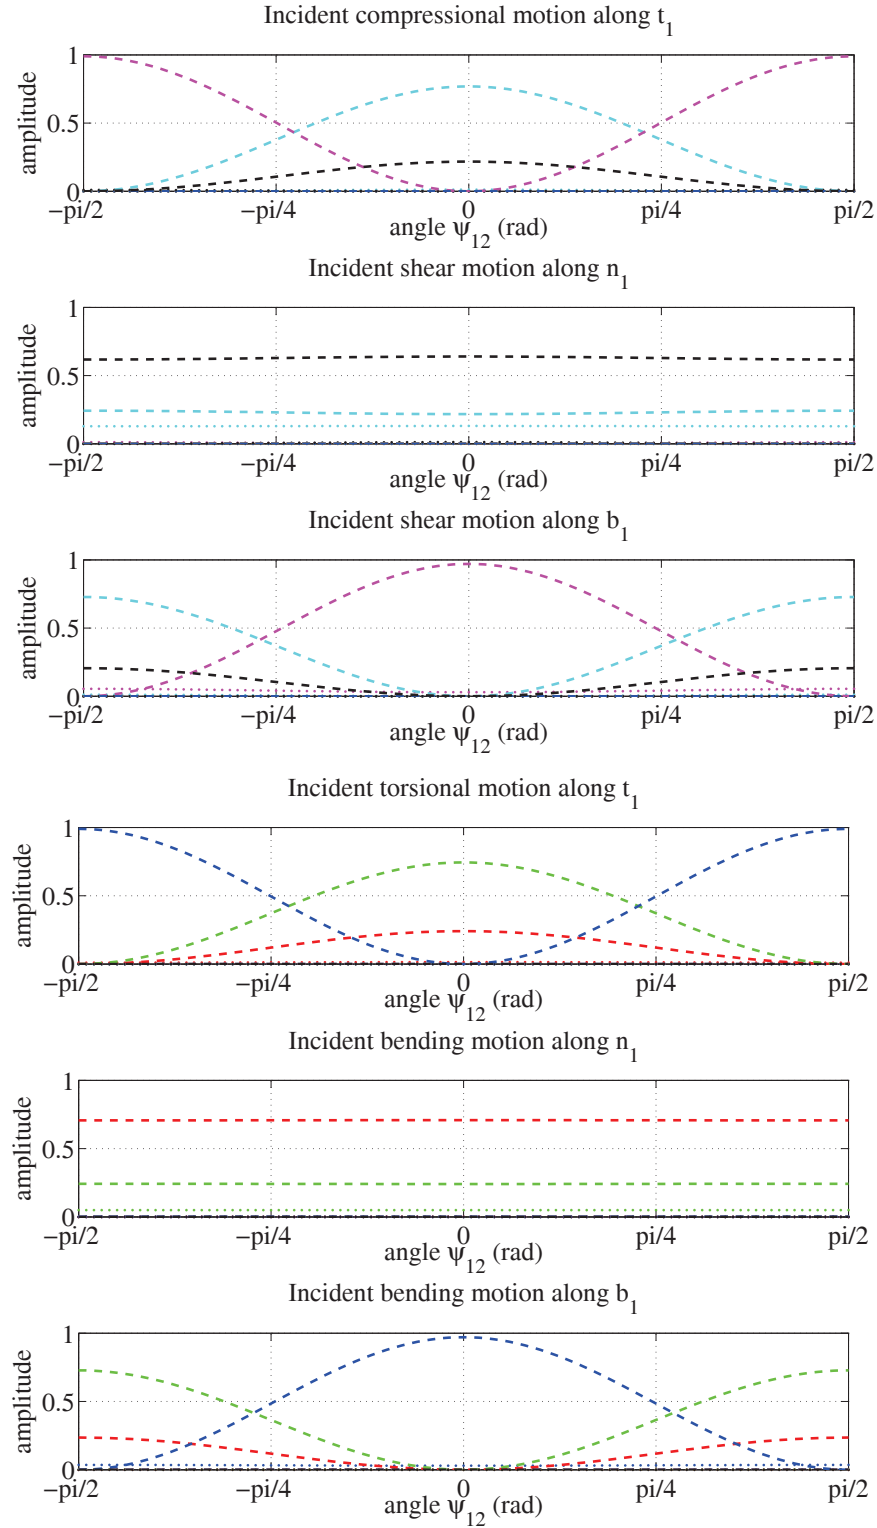 Incident compressional motion along t1
1
0.5
0
amplitude
−pi/2 −pi/4 0 pi/4 pi/2
angle ψ12 (rad)
Incident shear motion along n1
1
0.5
0
amplitude
−pi/2 −pi/4 0 pi/4 pi/2
angle ψ12 (rad)
Incident shear motion along b1
1
0.5
0
amplitude
−pi/2 −pi/4 0 pi/4 pi/2
angle ψ12 (rad)
Incident torsional motion along t1
1
0.5
0
amplitude
−pi/2 −pi/4 0 pi/4 pi/2
angle ψ12 (rad)
Incident bending motion along n1
1
0.5
0
amplitude
−pi/2 −pi/4 0 pi/4 pi/2
angle ψ12 (rad)
Incident bending motion along b1
1
0.5
0
amplitude
−pi/2 −pi/4 0 pi/4 pi/2
angle ψ12 (rad)